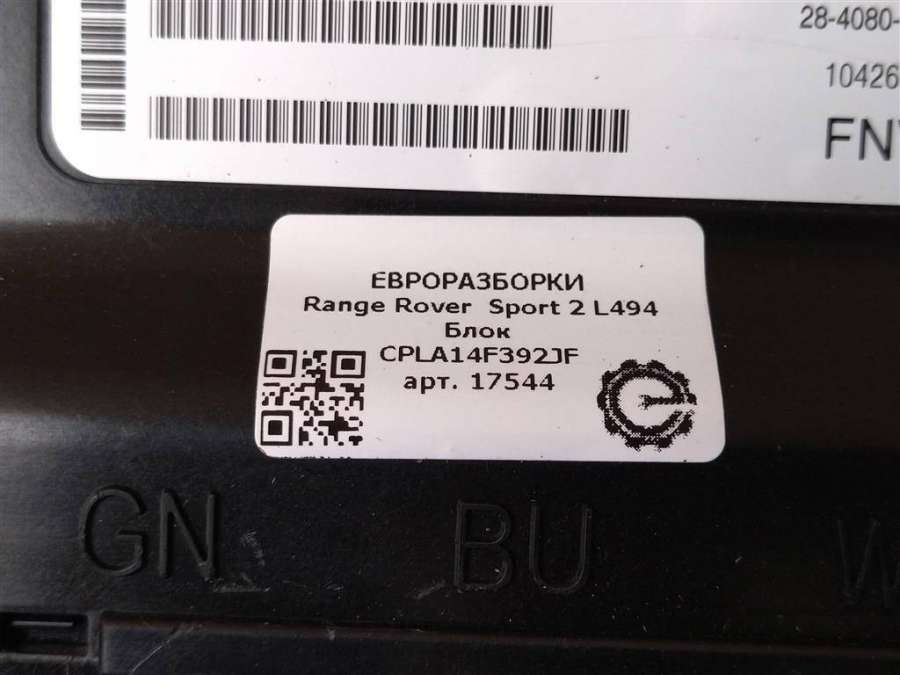 28-4080-
10426
FN
ЕВРОРАЗБОРКИ
Range Rover Sport 2 L494
Блок
CPLA14F392JF
арт. 17544
GN
BU
W